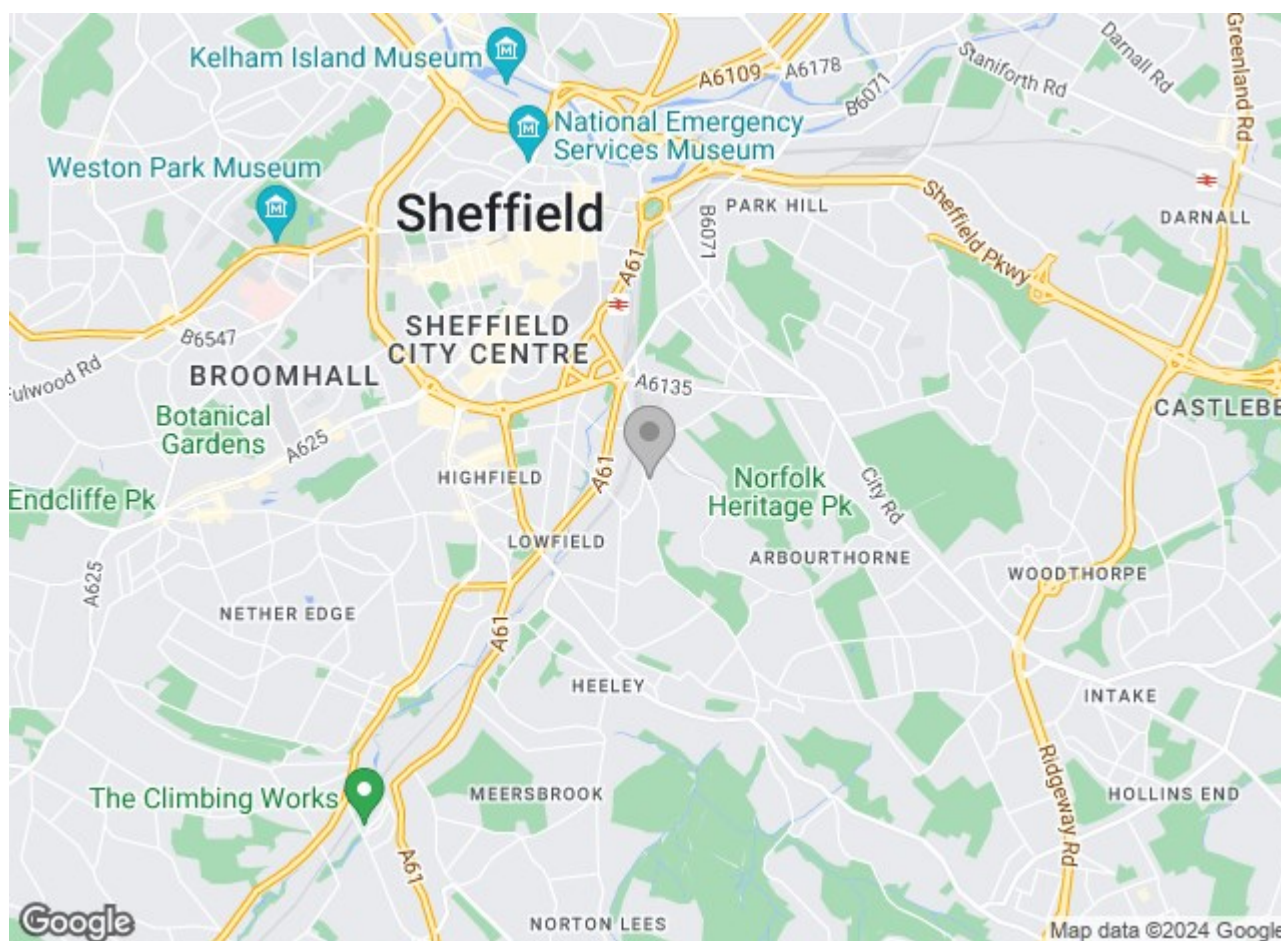 Kelham Island Museum
A6109
A6178
B6071
Staniforth Rd
Darnall Rd
Greenland Rd
National Emergency
Services Museum
Weston Park Museum
Sheffield
B6071
PARK HILL
Sheffield Pkwy
DARNALL
A61
SHEFFIELD
CITY CENTRE
B6547
Fulwood Rd
BROOMHALL
A6135
CASTLEBE
Botanical
Gardens
A625
HIGHFIELD
A61
Norfolk
Heritage Pk
City Rd
Endcliffe Pk
LOWFIELD
ARBOURTHORNE
WOODTHORPE
A625
NETHER EDGE
A61
HEELEY
INTAKE
The Climbing Works
MEERSBROOK
Ridgeway Rd
HOLLINS END
A61
NORTON LEES
Google
Map data ©2024 Google